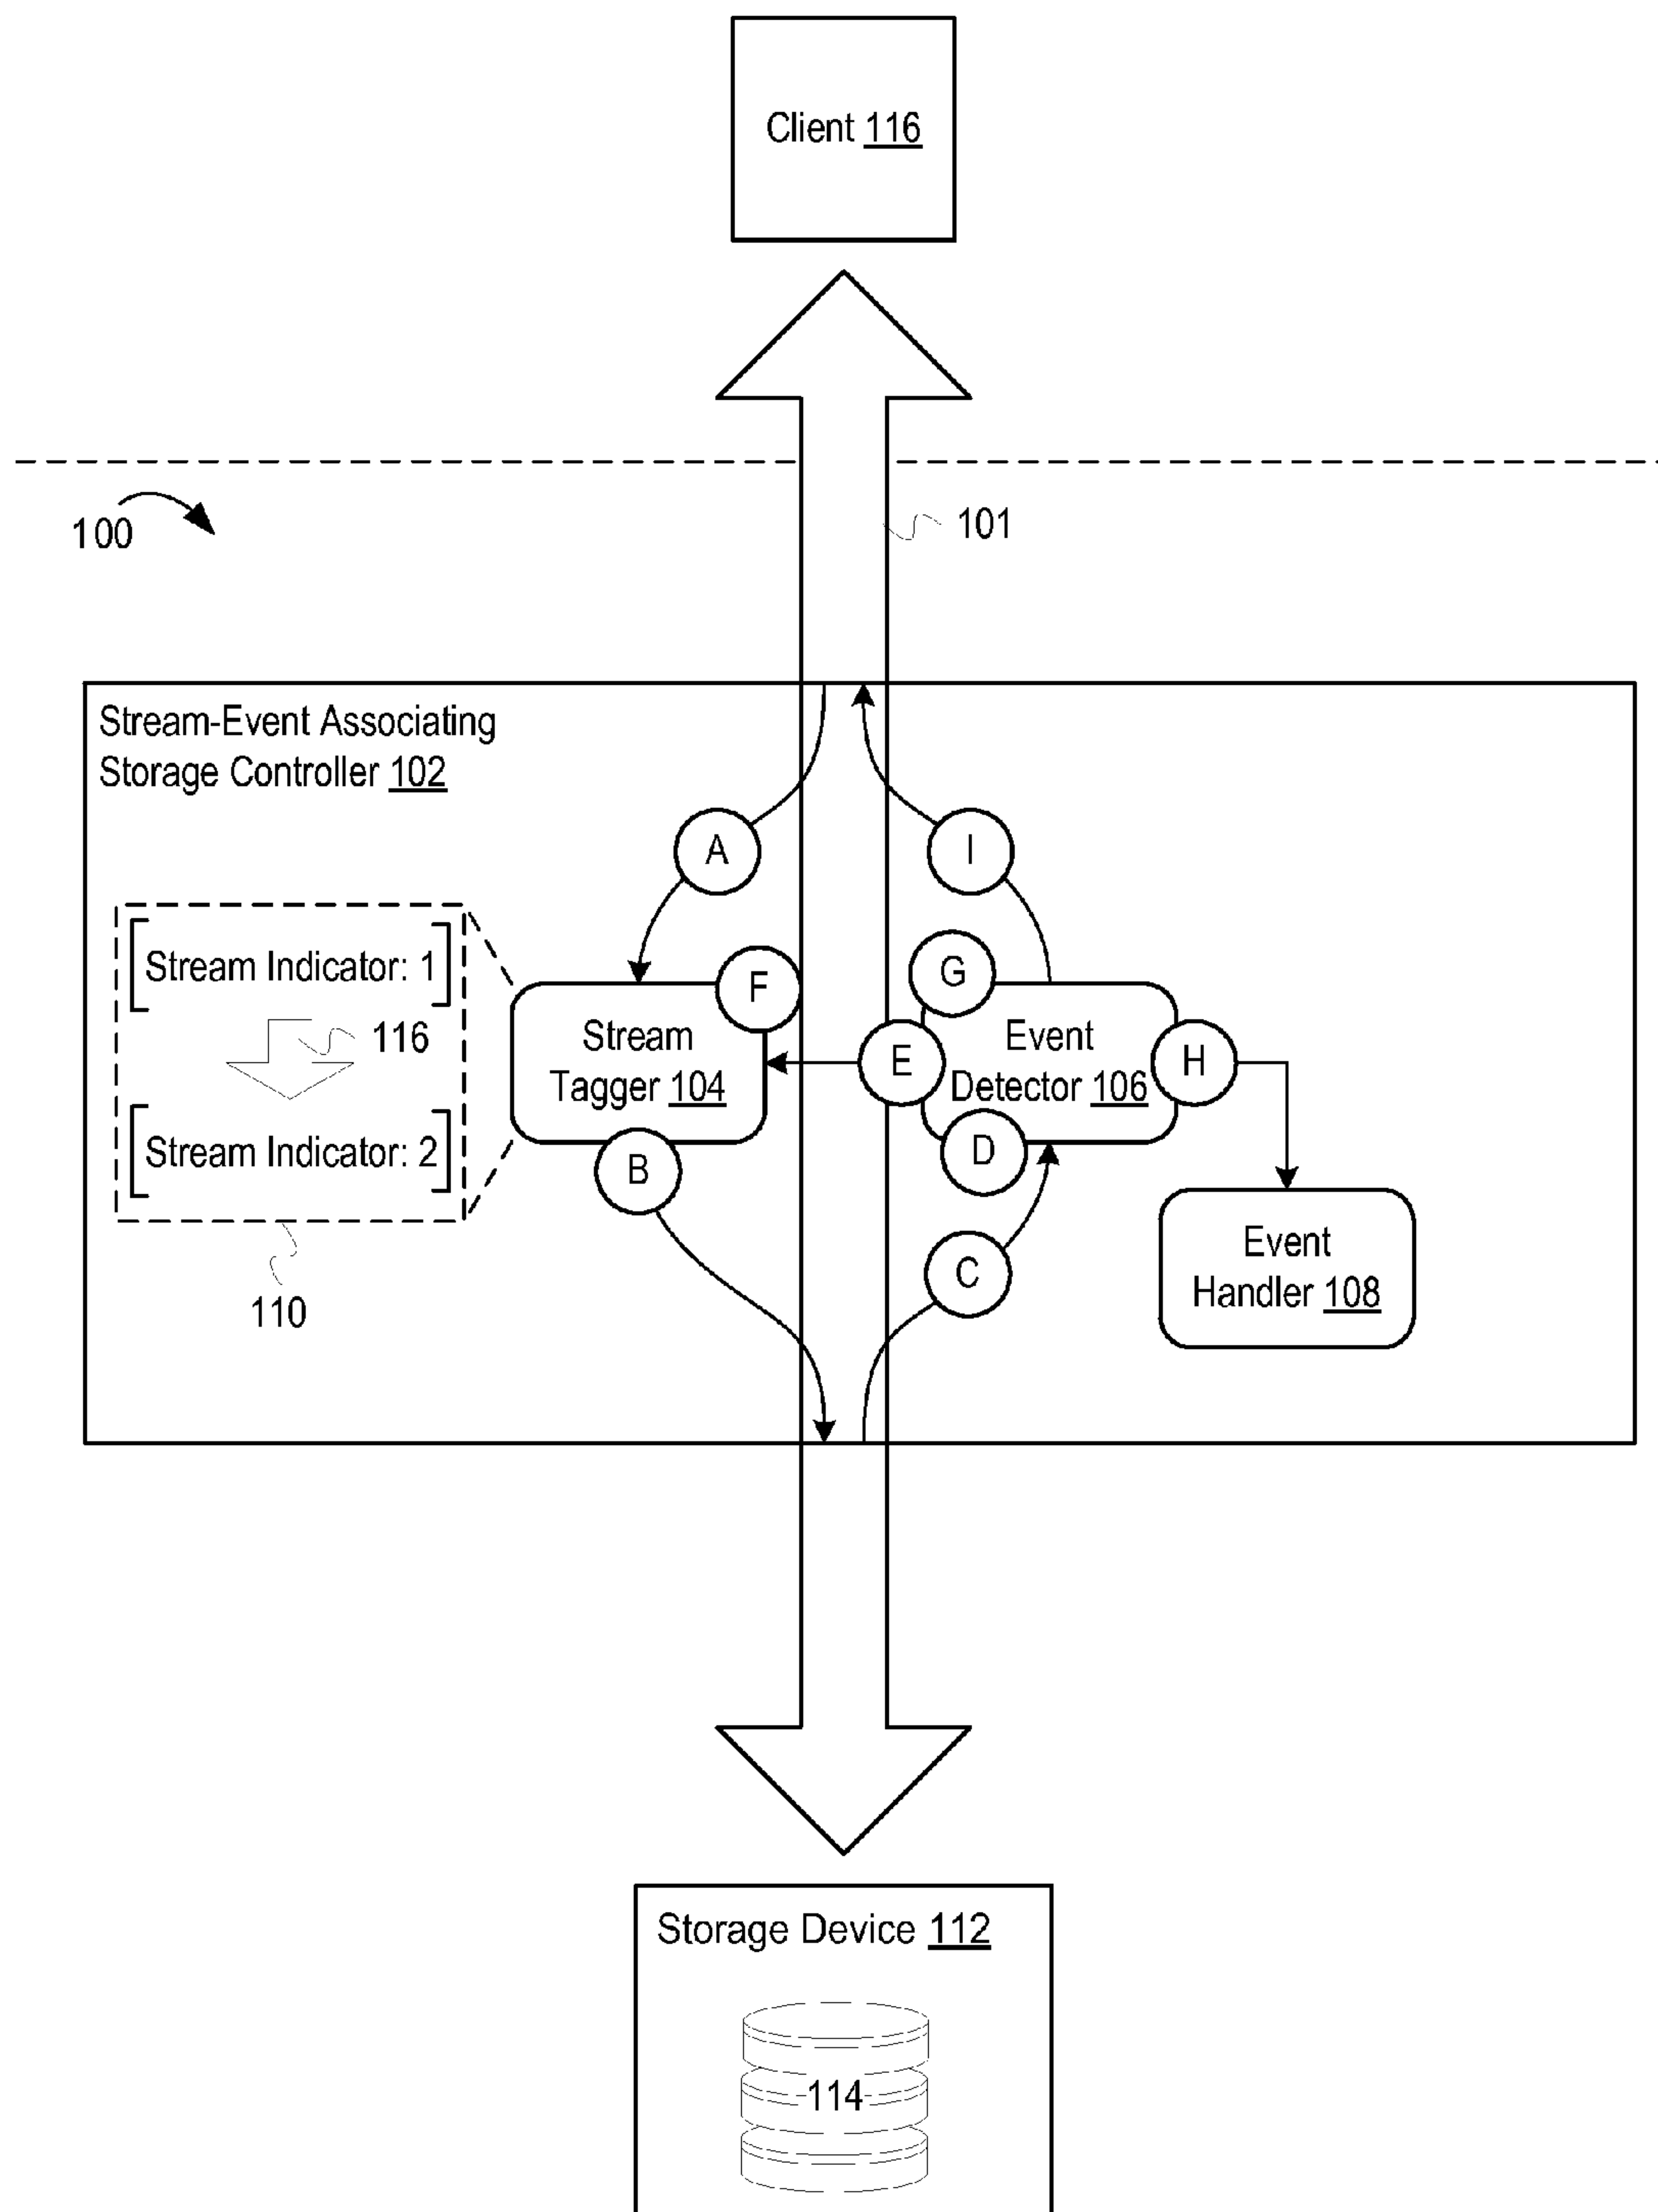 Client 116
100
101
Stream-Event Associating
Storage Controller 102
A
I
[Stream Indicator: 1]
F
G
116
Stream
Tagger 104
E
Event
Detector 106
H
[Stream Indicator: 2]
B
D
C
Event
Handler 108
110
Storage Device 112
114